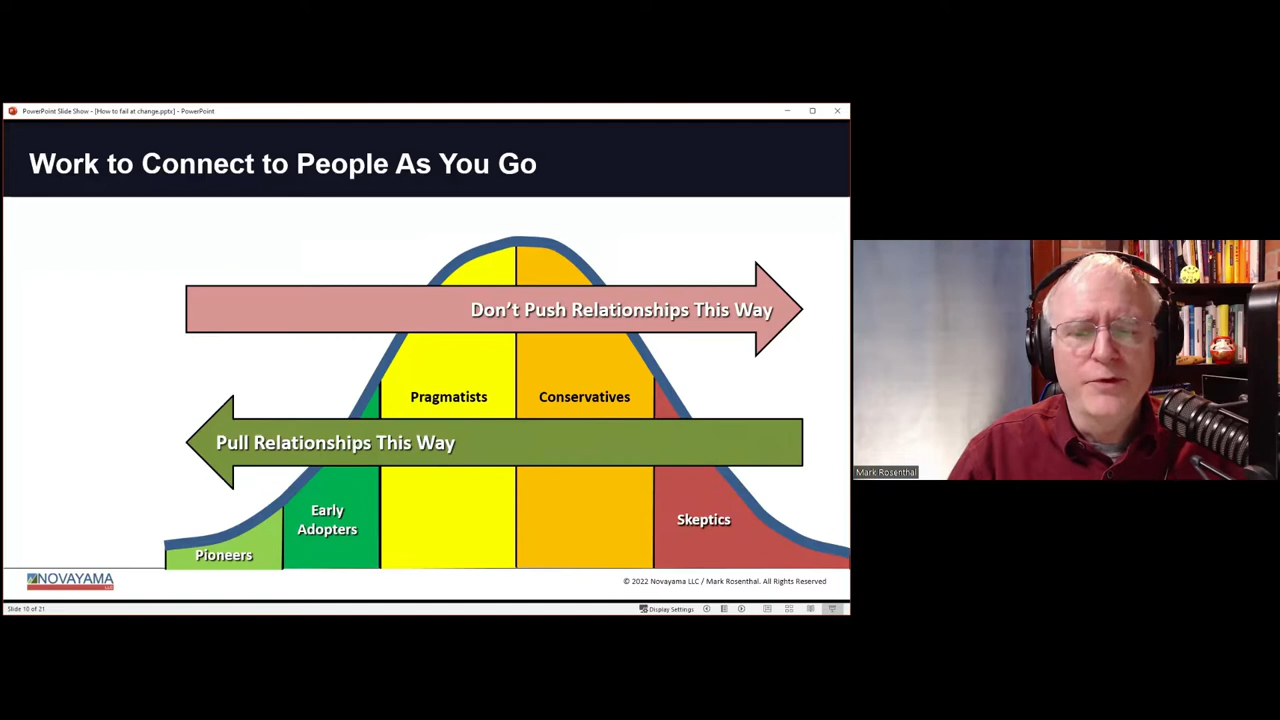 PowerPoint Slide Show - [How to fail at change.pptx] - PowerPoint
Work to Connect to People As You Go
Don't Push Relationships This Way
Pragmatists
Conservatives
Pull Relationships This Way
Early
Adopters
Skeptics
Pioneers
NOVAYAMA
LLC
© 2022 Novayama LLC / Mark Rosenthal. All Rights Reserved
Slide 10 of 21
Display Settings
Mark Rosenthal